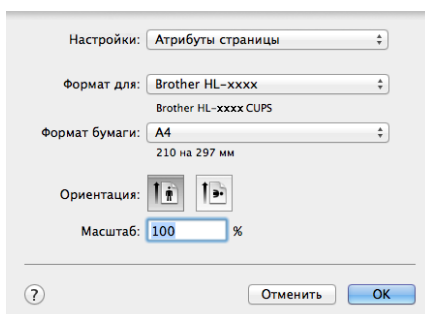 Настройки: Атрибуты страницы
Формат для: Brother HL-xxxx
Brother HL-xxxx CUPS
Формат бумаги: A4
210 на 297 мм
Ориентация:
Масштаб: 100 %
? Отменить OK